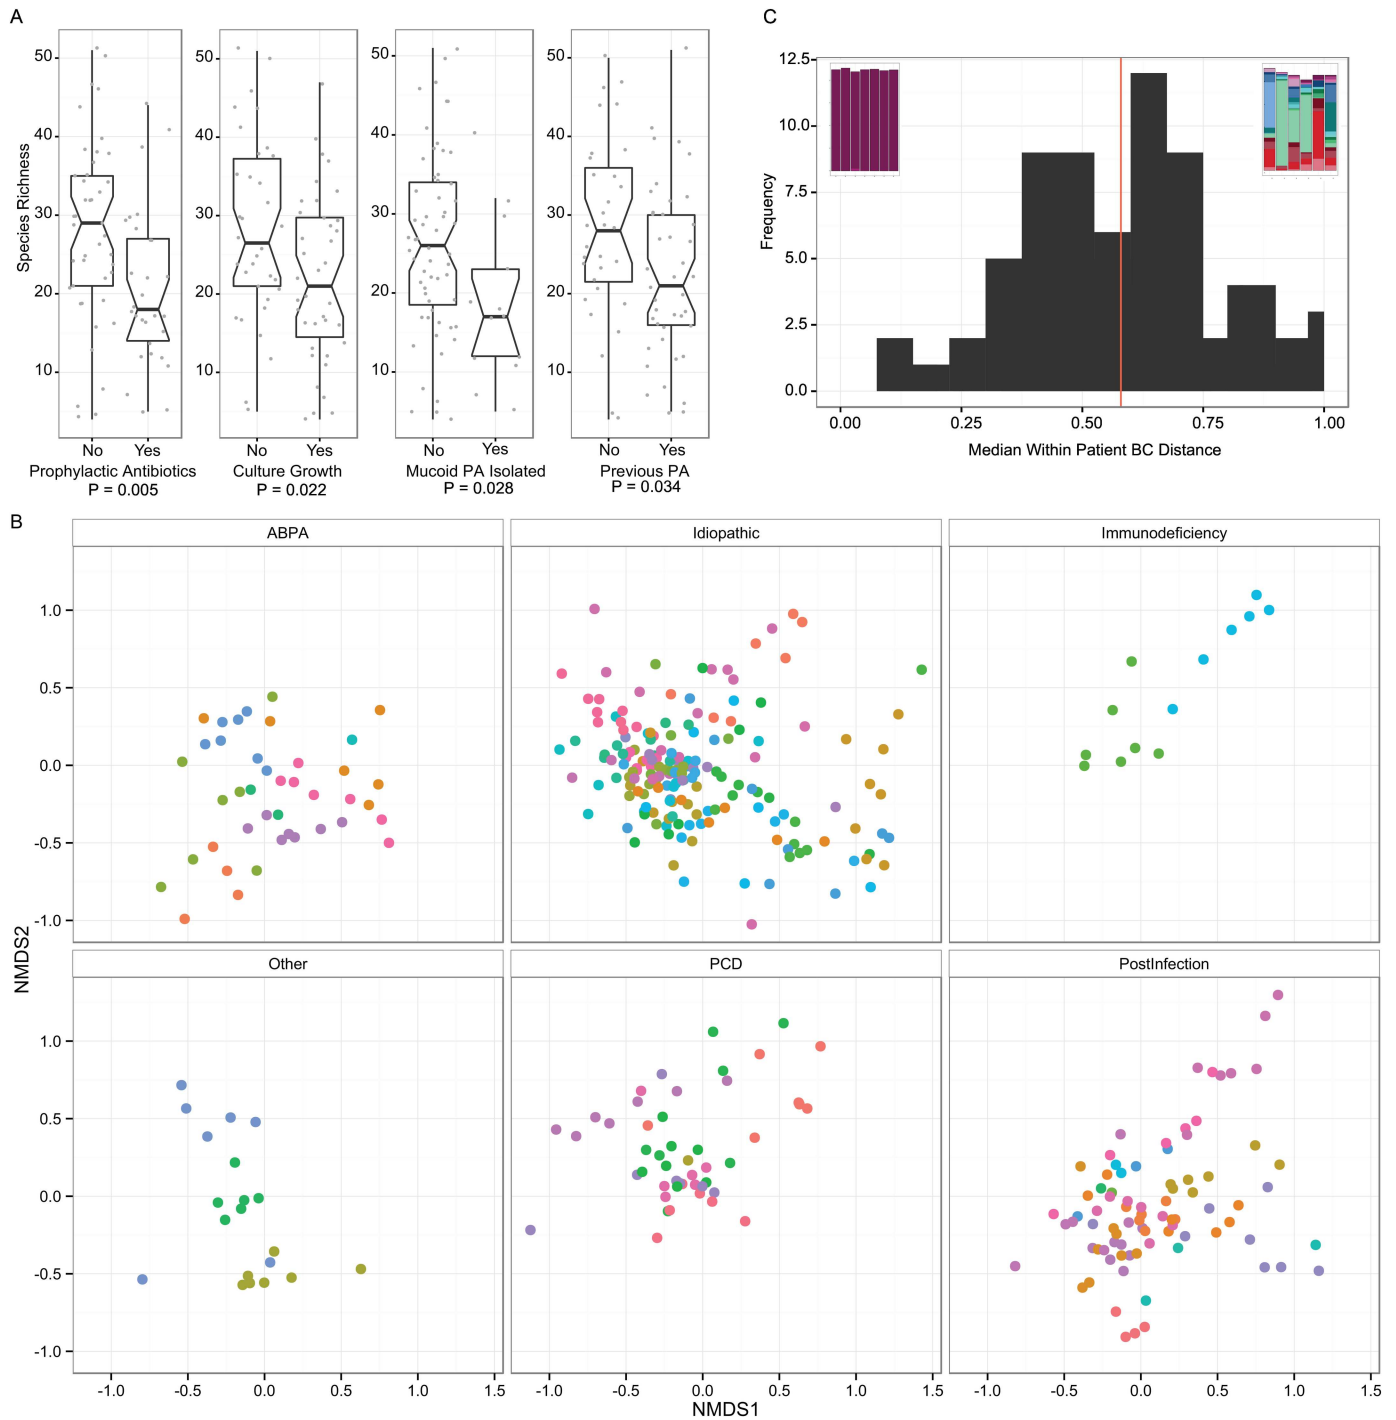 A
Species Richness
50
40
30
20
10
No Yes
Prophylactic Antibiotics
P = 0.005
50
40
30
20
10
No Yes
Culture Growth
P = 0.022
50
40
30
20
10
No Yes
Mucoid PA Isolated
P = 0.028
50
40
30
20
10
No Yes
Previous PA
P = 0.034
C
Frequency
12.5
10.0
7.5
5.0
2.5
0.0
0.00 0.25 0.50 0.75 1.00
Median Within Patient BC Distance
B
NMDS2
ABPA Idiopathic Immunodeficiency
1.0
0.5
0.0
-0.5
-1.0
Other PCD PostInfection
1.0
0.5
0.0
-0.5
-1.0
-1.0 -0.5 0.0 0.5 1.0 1.5 -1.0 -0.5 0.0 0.5 1.0 1.5 -1.0 -0.5 0.0 0.5 1.0 1.5
NMDS1